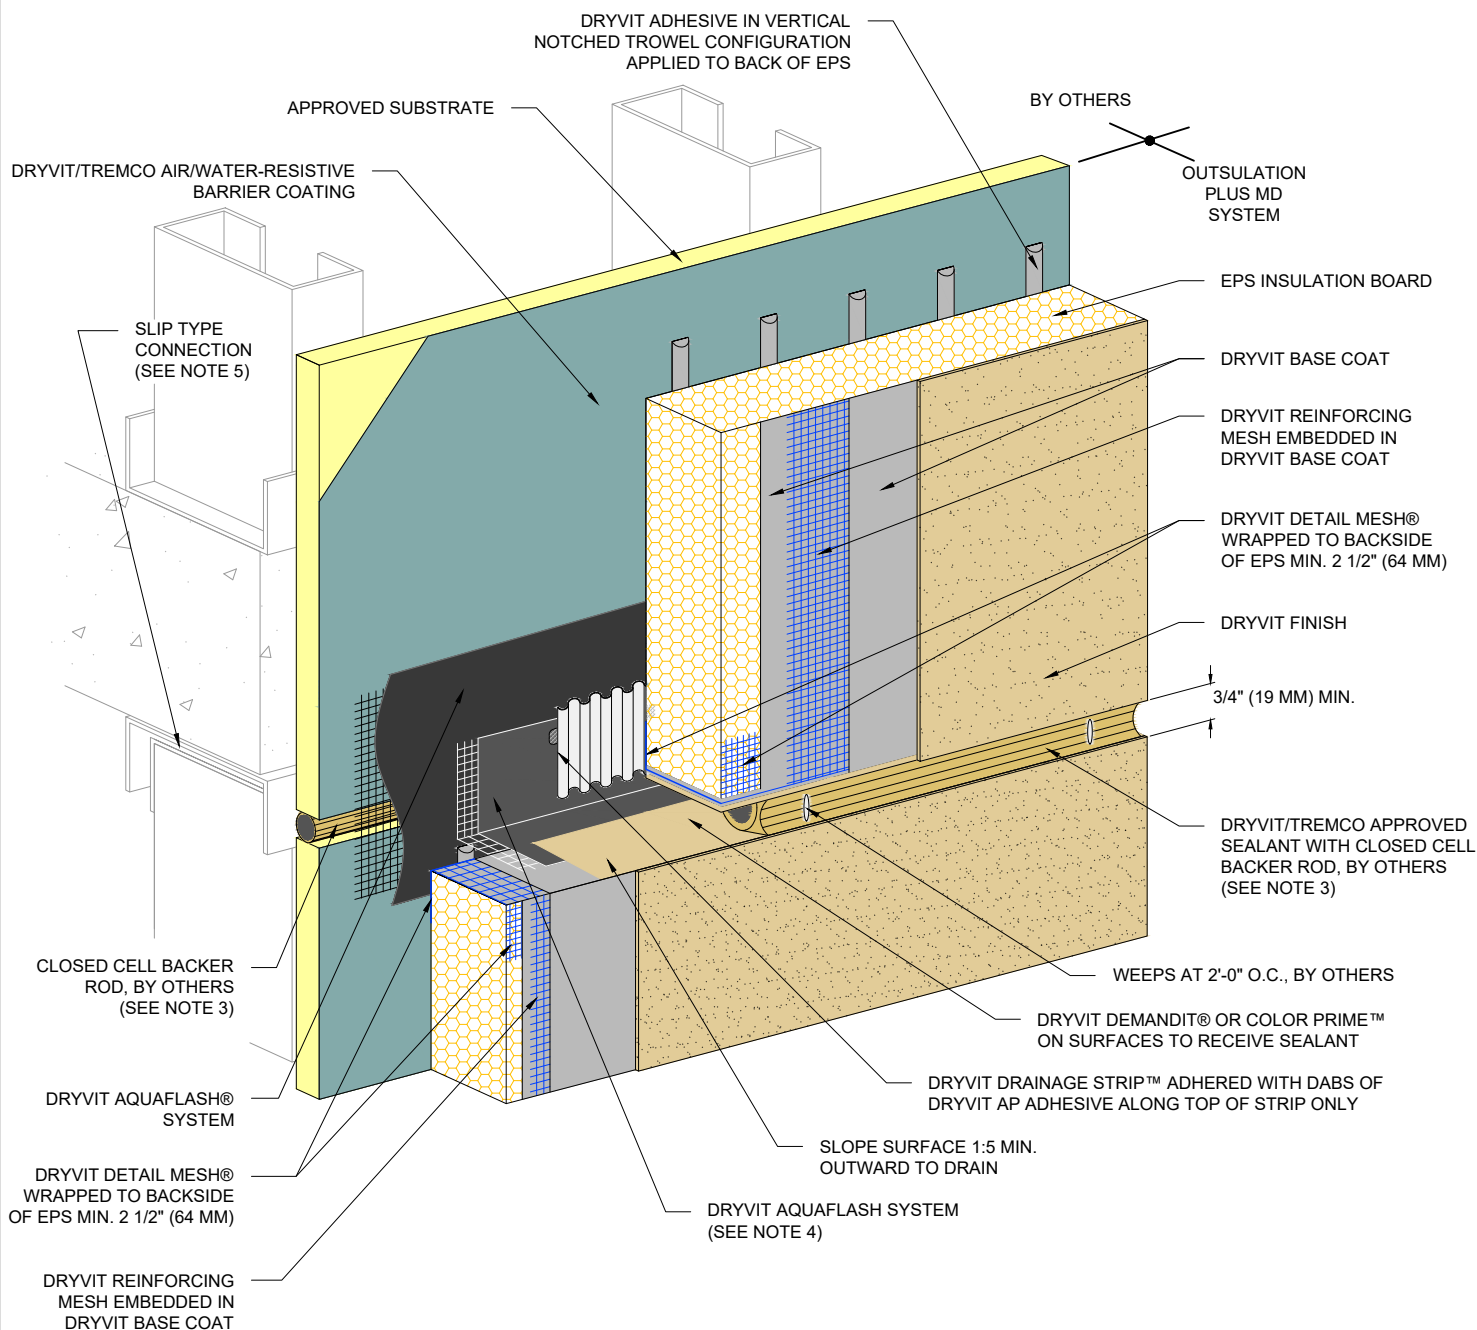 DRYVIT ADHESIVE IN VERTICAL
NOTCHED TROWEL CONFIGURATION
APPLIED TO BACK OF EPS
BY OTHERS
APPROVED SUBSTRATE
DRYVIT/TREMCO AIR/WATER-RESISTIVE
BARRIER COATING
OUTSULATION
PLUS MD
SYSTEM
EPS INSULATION BOARD
SLIP TYPE
CONNECTION
(SEE NOTE 5)
DRYVIT BASE COAT
DRYVIT REINFORCING
MESH EMBEDDED IN
DRYVIT BASE COAT
DRYVIT DETAIL MESH®
WRAPPED TO BACKSIDE
OF EPS MIN. 2 1/2" (64 MM)
DRYVIT FINISH
3/4" (19 MM) MIN.
DRYVIT/TREMCO APPROVED
SEALANT WITH CLOSED CELL
BACKER ROD, BY OTHERS
(SEE NOTE 3)
CLOSED CELL BACKER
ROD, BY OTHERS
(SEE NOTE 3)
WEEPS AT 2'-0" O.C., BY OTHERS
DRYVIT DEMANDIT® OR COLOR PRIME™
ON SURFACES TO RECEIVE SEALANT
DRYVIT DRAINAGE STRIP™ ADHERED WITH DABS OF
DRYVIT AP ADHESIVE ALONG TOP OF STRIP ONLY
DRYVIT AQUAFLASH®
SYSTEM
SLOPE SURFACE 1:5 MIN.
OUTWARD TO DRAIN
DRYVIT DETAIL MESH®
WRAPPED TO BACKSIDE
OF EPS MIN. 2 1/2" (64 MM)
DRYVIT AQUAFLASH SYSTEM
(SEE NOTE 4)
DRYVIT REINFORCING
MESH EMBEDDED IN
DRYVIT BASE COAT